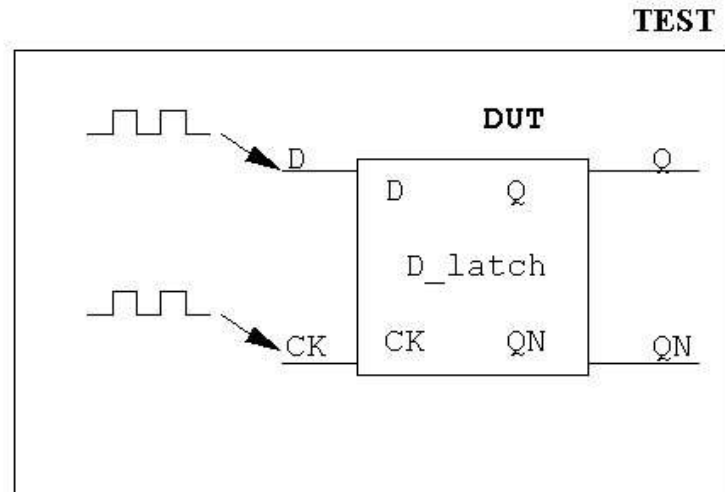 TEST
DUT
D Q
D Q
D_latch
CK CK QN QN